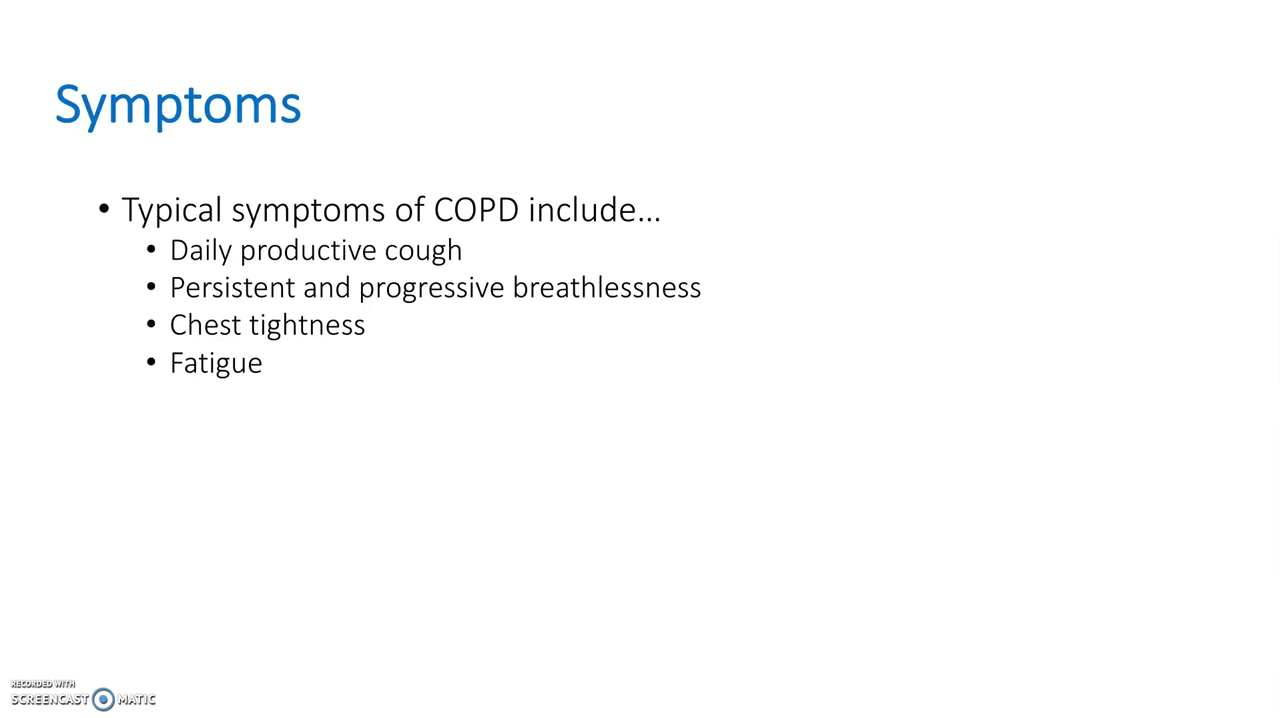 Symptoms
• Typical symptoms of COPD include...
• Daily productive cough
• Persistent and progressive breathlessness
• Chest tightness
• Fatigue
RECORDED WITH
SCREENCAST MATIC